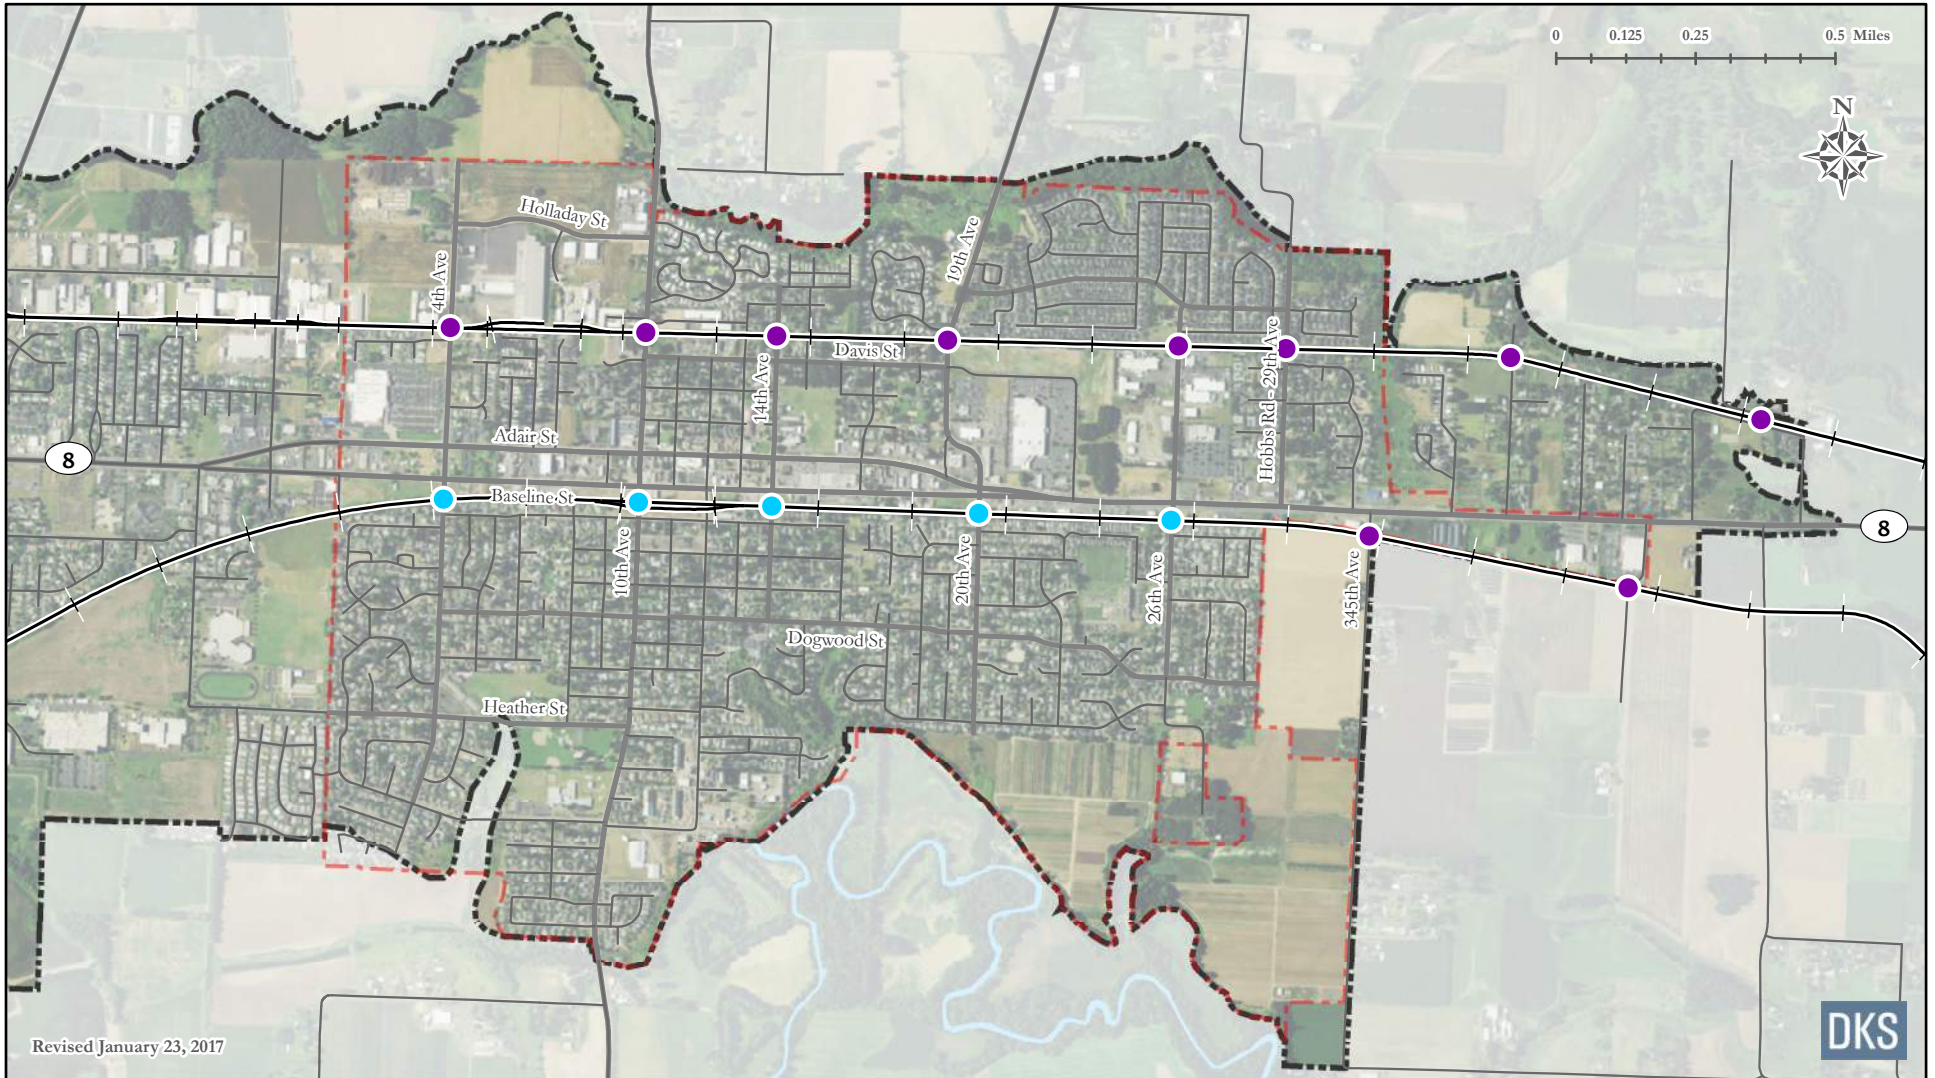 0 0.125 0.25 0.5 Miles
N
Holladay St
19th Ave
4th Ave
Davis St
14th Ave
Hobbs Rd - 29th Ave
Adair St
8
Baseline St
8
10th Ave
20th Ave
26th Ave
345th Ave
Dogwood St
Heather St
Revised January 23, 2017
DKS